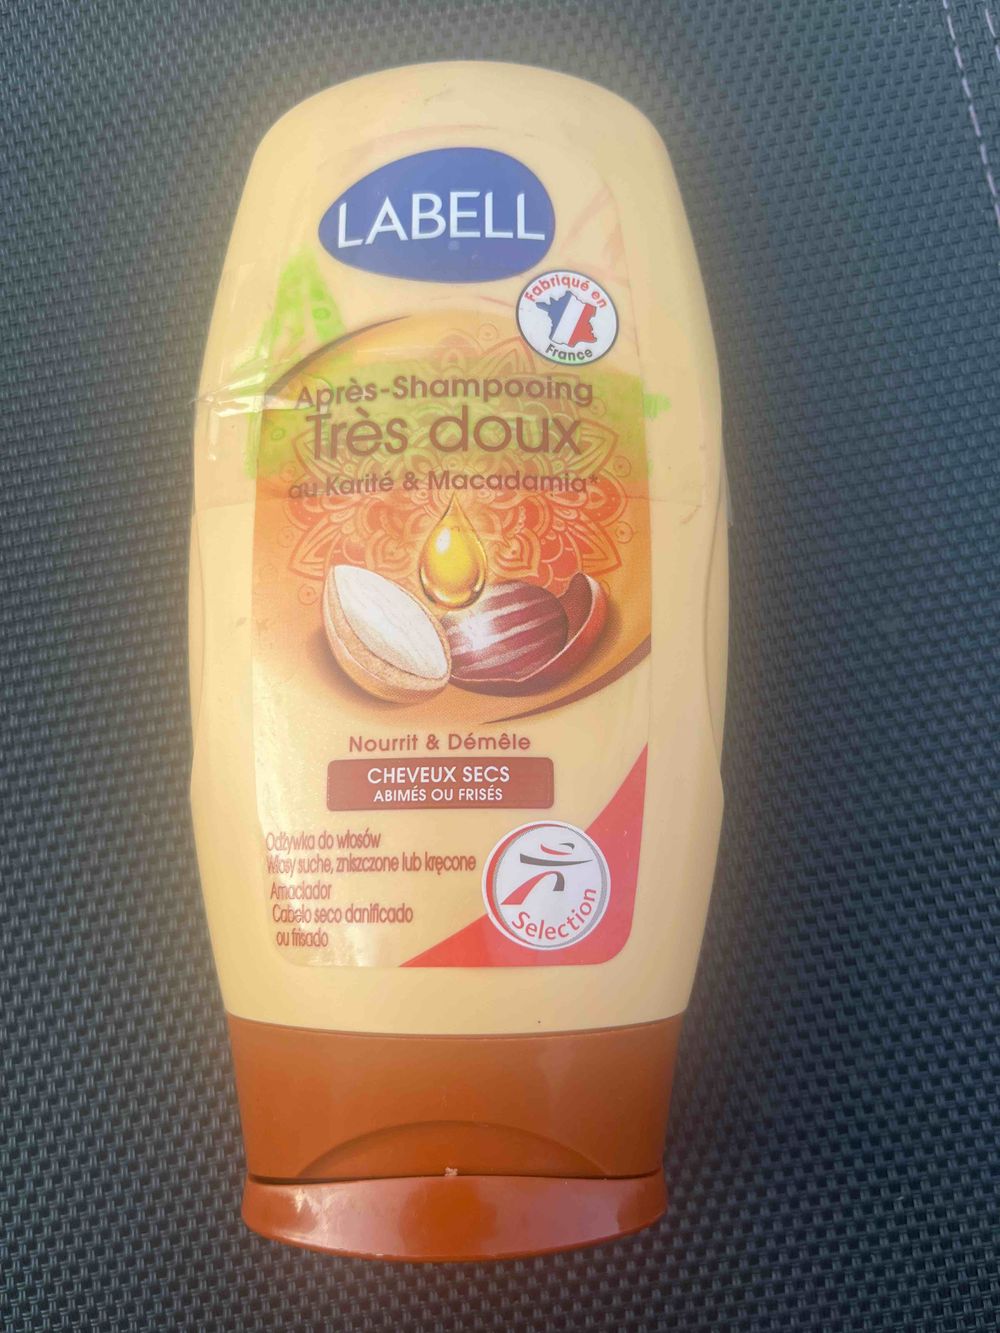 LABELL
Fabriqué en
France
Après-Shampooing
Très doux
au Karité & Macadamia*
Nourrit & Démêle
CHEVEUX SECS
ABIMÉS OU FRISÉS
Odżywka do włosów
Włosy suche, zniszczone lub kręcone
Amaciador
Cabelo seco danificado
ou frisado
Selection